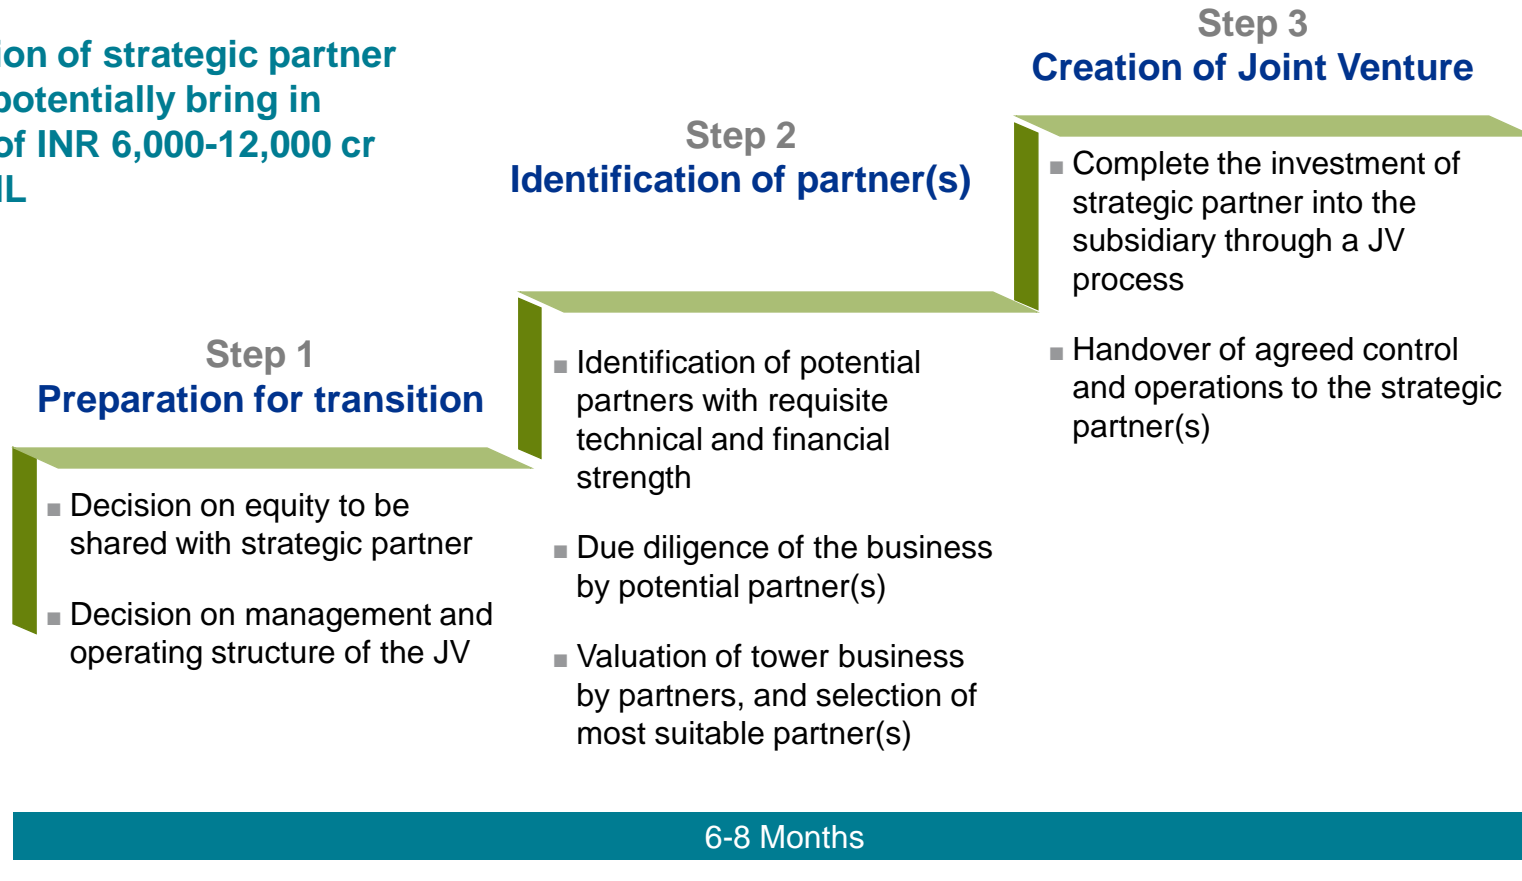 ion of strategic partner
potentially bring in
of INR 6,000-12,000 cr
IL
Step 1
Preparation for transition
■ Decision on equity to be
shared with strategic partner
■ Decision on management and
operating structure of the JV
Step 2
Identification of partner(s)
■ Identification of potential
partners with requisite
technical and financial
strength
■ Due diligence of the business
by potential partner(s)
■ Valuation of tower business
by partners, and selection of
most suitable partner(s)
Step 3
Creation of Joint Venture
■ Complete the investment of
strategic partner into the
subsidiary through a JV
process
■ Handover of agreed control
and operations to the strategic
partner(s)
6-8 Months